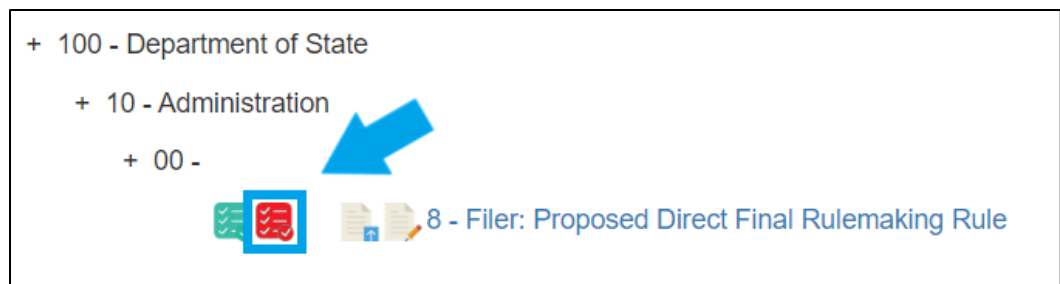 + 100 - Department of State
+ 10 - Administration
+ 00 -
8 - Filer: Proposed Direct Final Rulemaking Rule